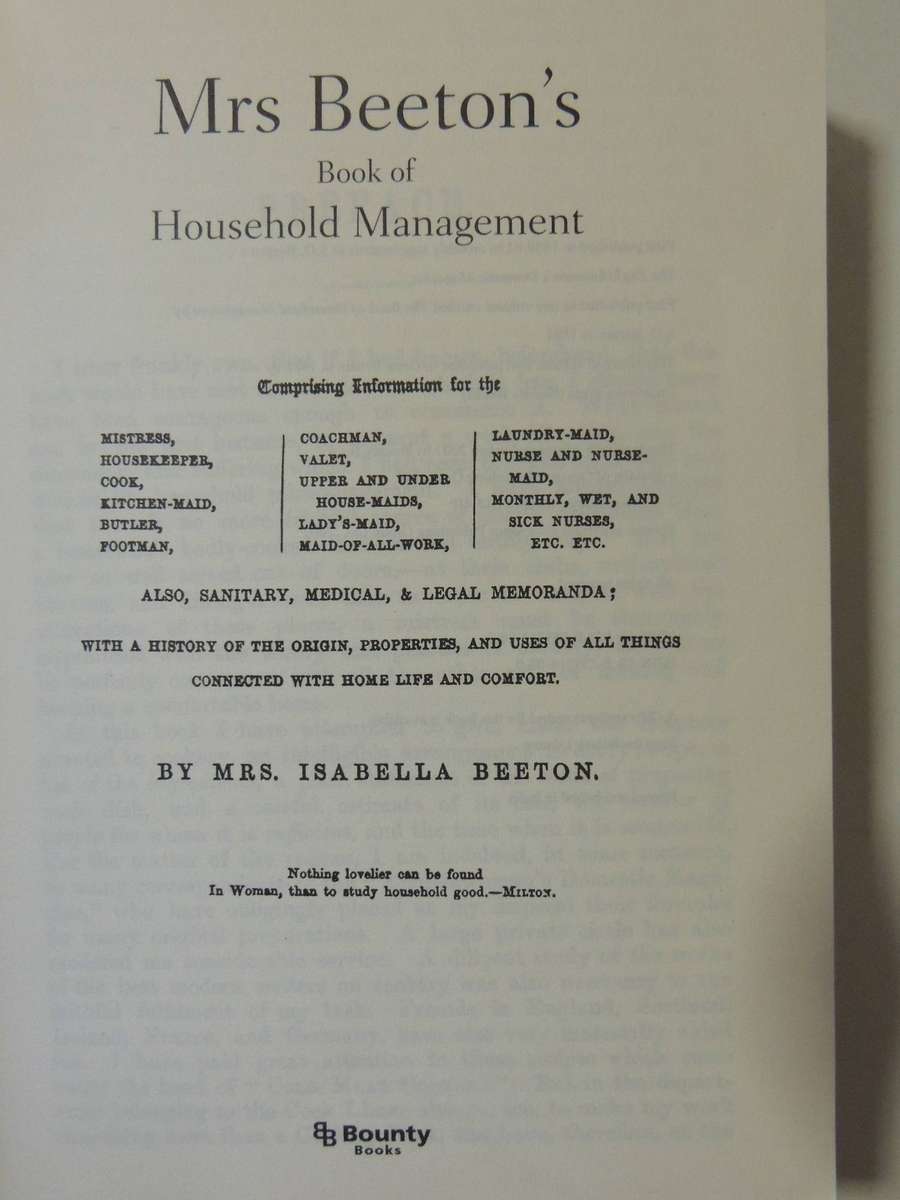 Mrs Beeton's
Book of
Household Management
Comprising Information for the
MISTRESS,
HOUSEKEEPER,
COOK,
KITCHEN-MAID,
BUTLER,
FOOTMAN,
COACHMAN,
VALET,
UPPER AND UNDER
HOUSE-MAIDS,
LADY'S-MAID,
MAID-OF-ALL-WORK,
LAUNDRY-MAID,
NURSE AND NURSE-
MAID,
MONTHLY, WET, AND
SICK NURSES,
ETC. ETC.
ALSO, SANITARY, MEDICAL, & LEGAL MEMORANDA;
WITH A HISTORY OF THE ORIGIN, PROPERTIES, AND USES OF ALL THINGS
CONNECTED WITH HOME LIFE AND COMFORT.
BY MRS. ISABELLA BEETON.
Nothing lovelier can be found
In Woman, than to study household good.—MILTON.
BB Bounty
Books